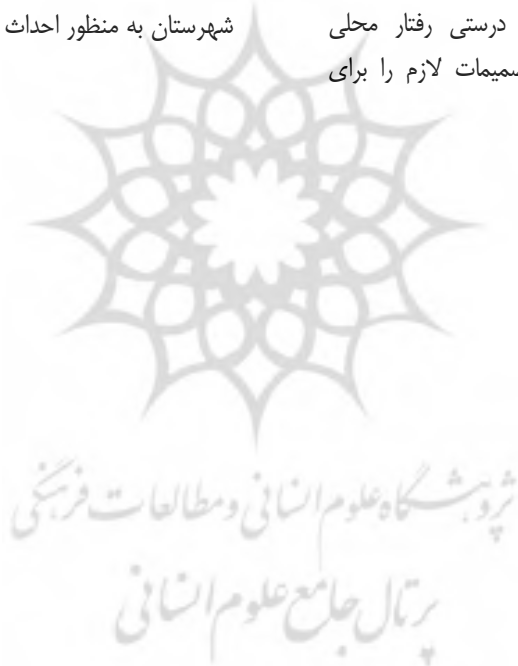 درستی رفتار محلی
سمیمات لازم را برای
شهرستان به منظور احداث
پژوهشگاه علوم انسانی و مطالعات فرهنگی
پرتال جامع علوم انسانی